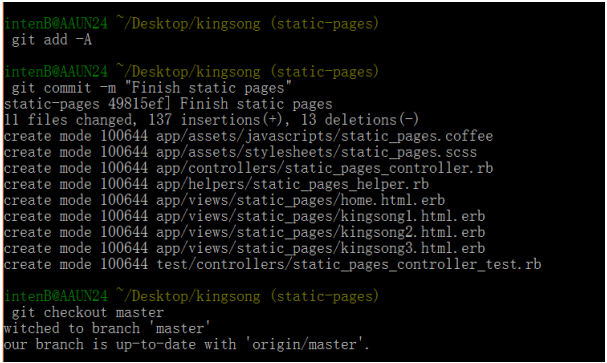 intenB@AAUN24 ~/Desktop/kingsong (static-pages)
git add -A
intenB@AAUN24 ~/Desktop/kingsong (static-pages)
git commit -m "Finish static pages"
static-pages 49815ef] Finish static pages
11 files changed, 137 insertions(+), 13 deletions(-)
create mode 100644 app/assets/javascripts/static_pages.coffee
create mode 100644 app/assets/stylesheets/static_pages.scss
create mode 100644 app/controllers/static_pages_controller.rb
create mode 100644 app/helpers/static_pages_helper.rb
create mode 100644 app/views/static_pages/home.html.erb
create mode 100644 app/views/static_pages/kingsong1.html.erb
create mode 100644 app/views/static_pages/kingsong2.html.erb
create mode 100644 app/views/static_pages/kingsong3.html.erb
create mode 100644 test/controllers/static_pages_controller_test.rb
intenB@AAUN24 ~/Desktop/kingsong (static-pages)
git checkout master
witched to branch 'master'
our branch is up-to-date with 'origin/master'.